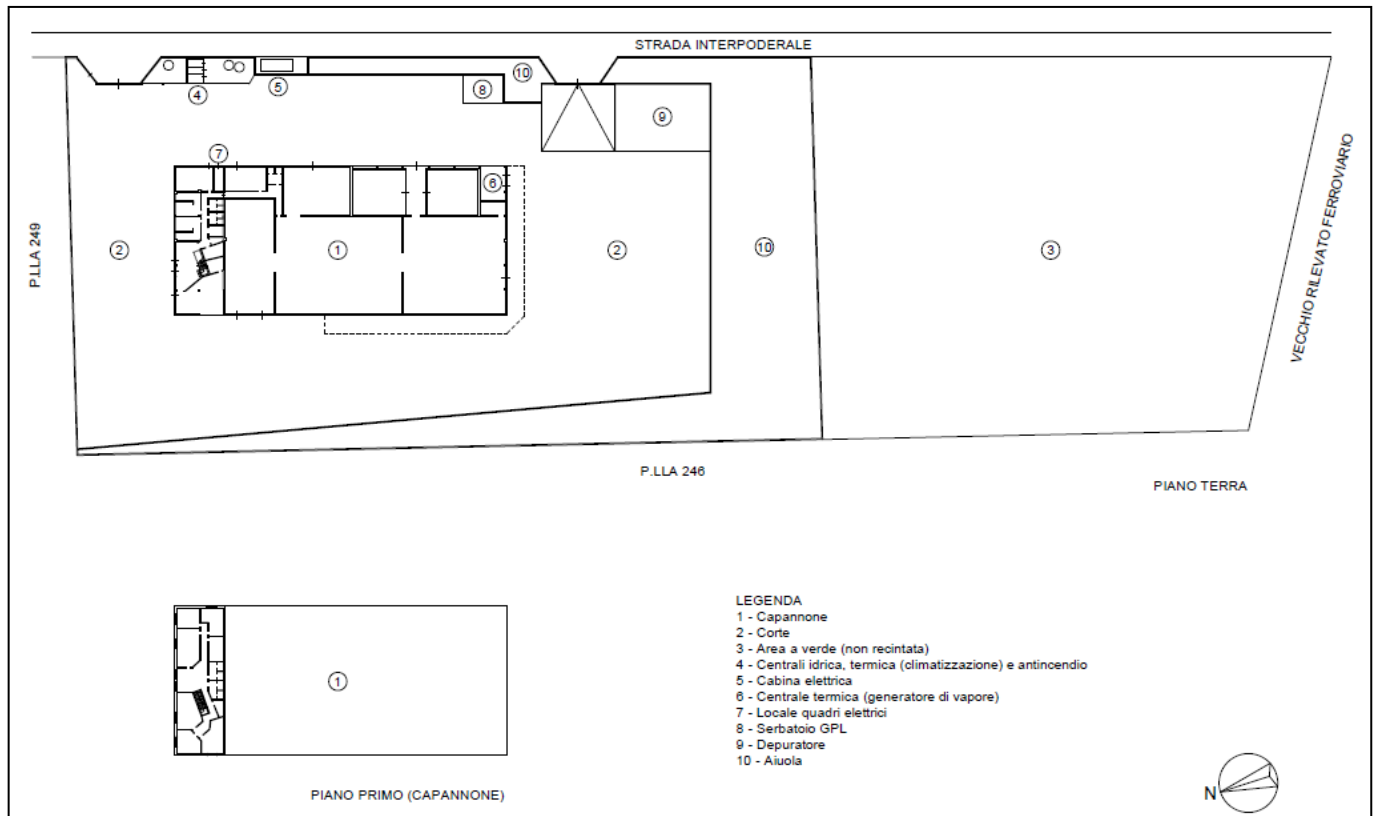 STRADA INTERPODERALE
10
8
5
4
9
7
6
VECCHIO RILEVATO FERROVIARIO
P.LLA 249
2
1
2
10
3
P.LLA 246
PIANO TERRA
1
PIANO PRIMO (CAPANNONE)
LEGENDA
1 - Capannone
2 - Corte
3 - Area a verde (non recintata)
4 - Centrali idrica, termica (climatizzazione) e antincendio
5 - Cabina elettrica
6 - Centrale termica (generatore di vapore)
7 - Locale quadri elettrici
8 - Serbatoio GPL
9 - Depuratore
10 - Aiuola
N